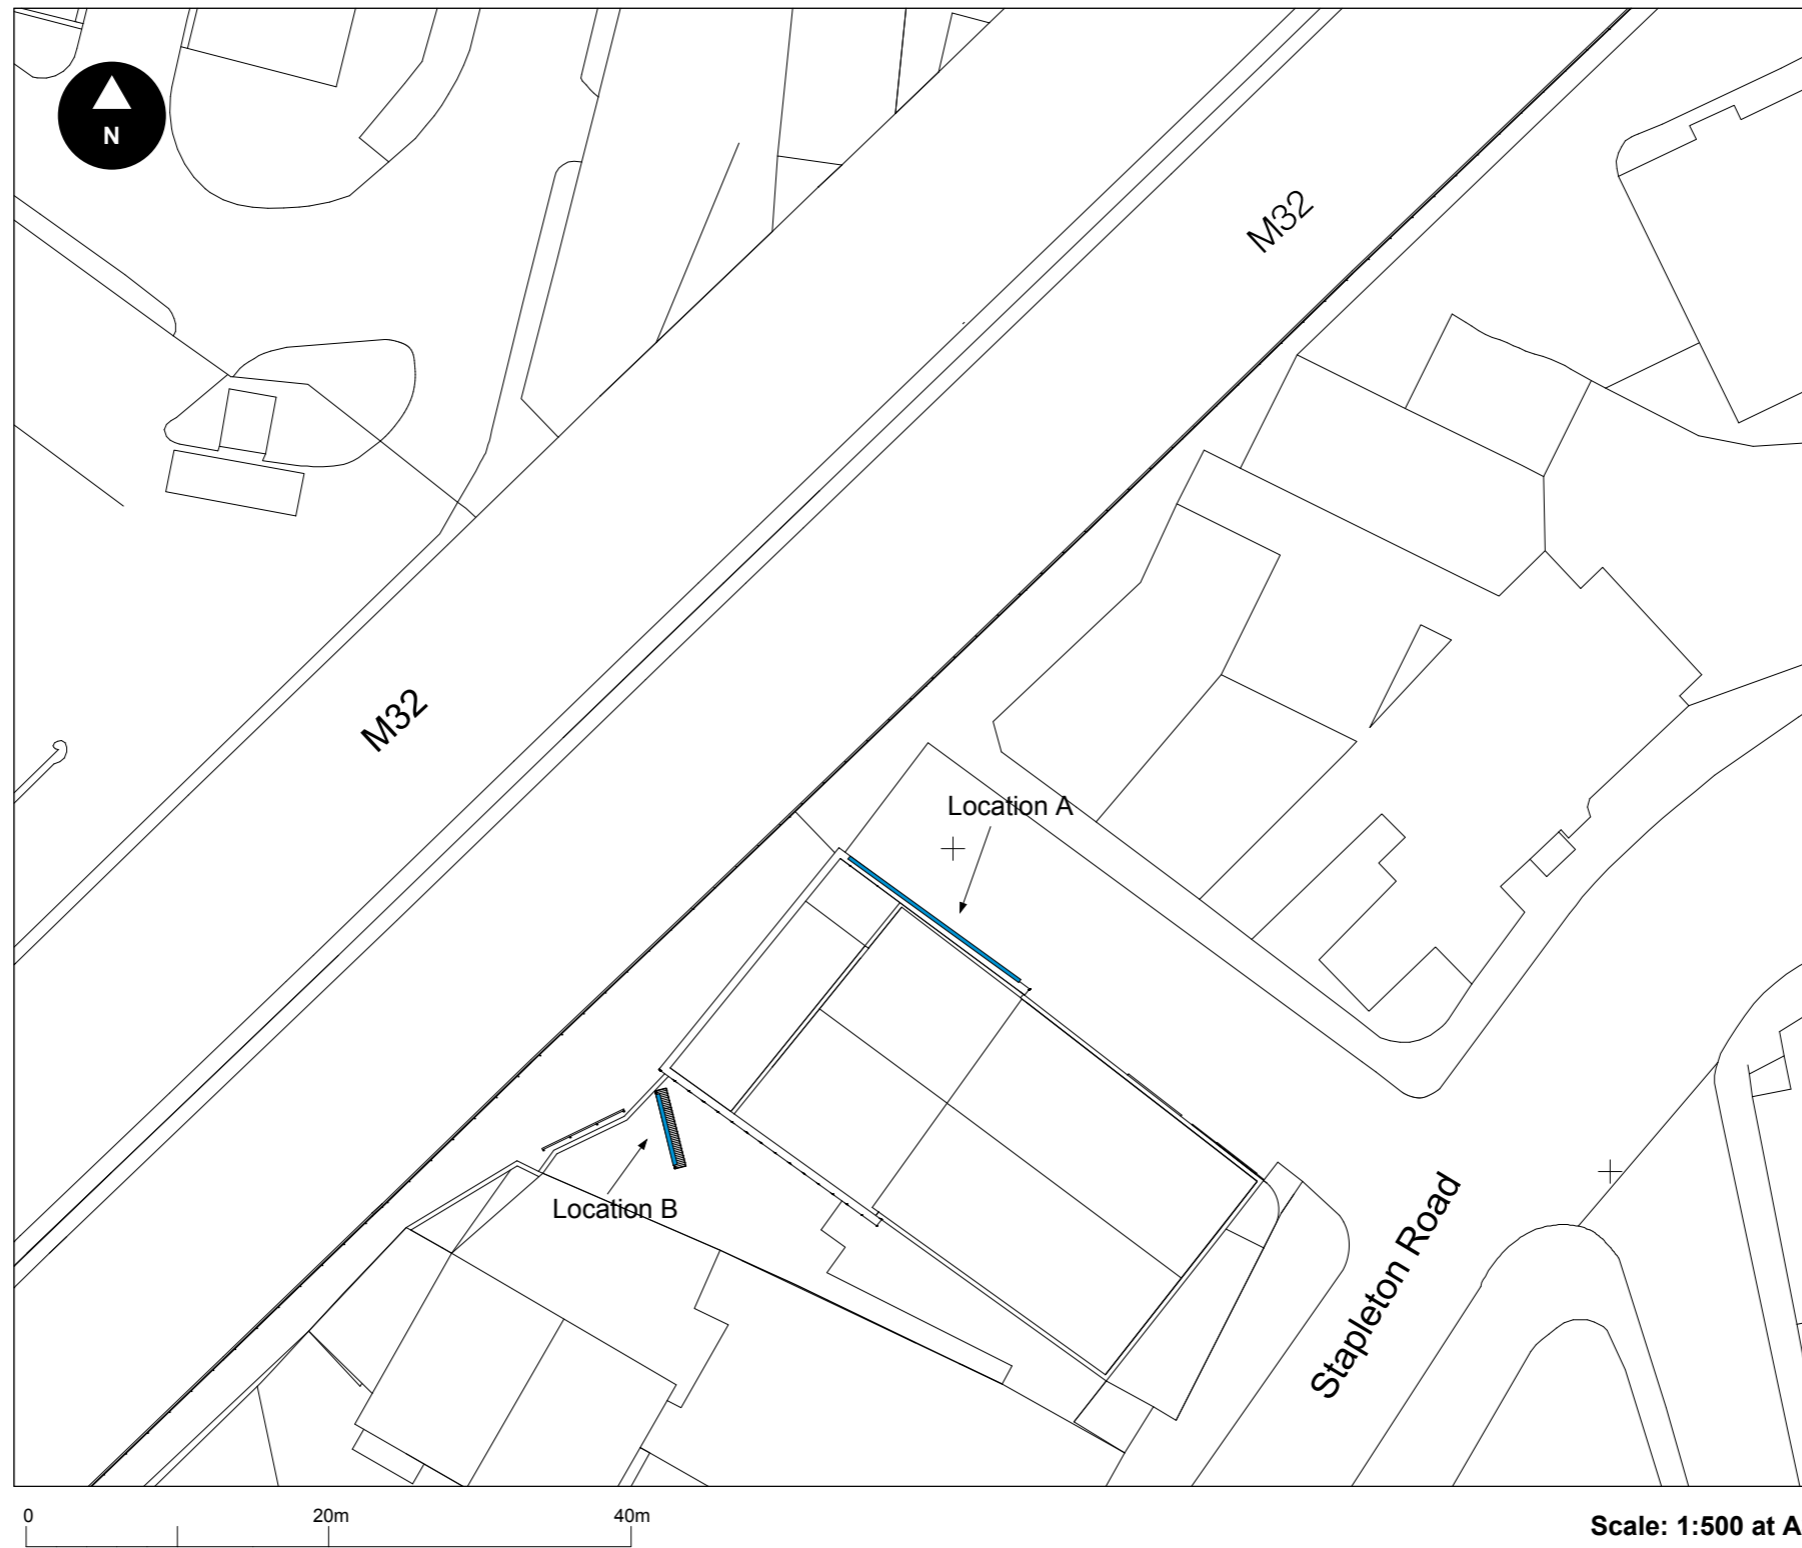 N
M32
M32
Location A
Location B
Stapleton Road
0 20m 40m
Scale: 1:500 at A